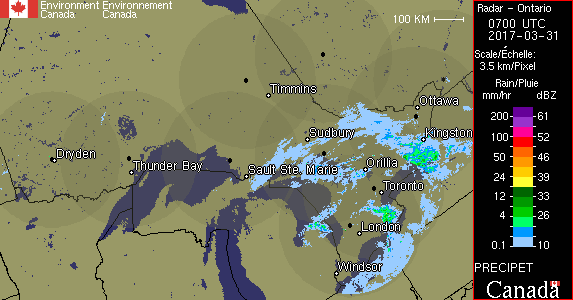 Environment Environnement
Canada Canada
100 KM
Timmins
Ottawa
Sudbury
Kingston
Dryden
Thunder Bay
Sault Ste. Marie
Orillia
Toronto
London
Windsor
Radar - Ontario
0700 UTC
2017-03-31
Scale/Échelle:
3.5 km/Pixel
Rain/Pluie
mm/hr dBZ
200 61
100 52
50 46
24 39
12 33
4 26
0.1 10
PRECIPET
Canada